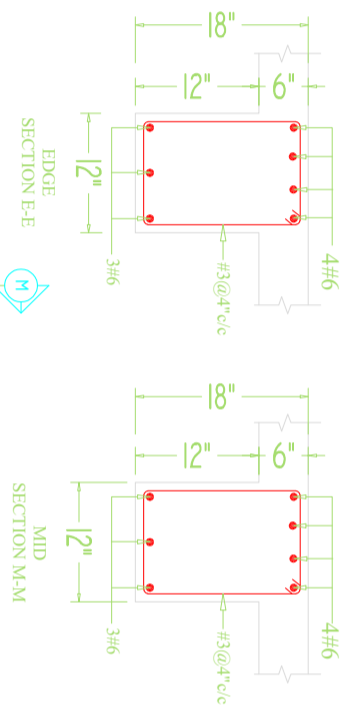 18"
12"
6"
4#6
#3@4"c/c
3#6
12"
EDGE
SECTION E-E
M
18"
12"
6"
4#6
#3@4"c/c
3#6
12"
MID
SECTION M-M